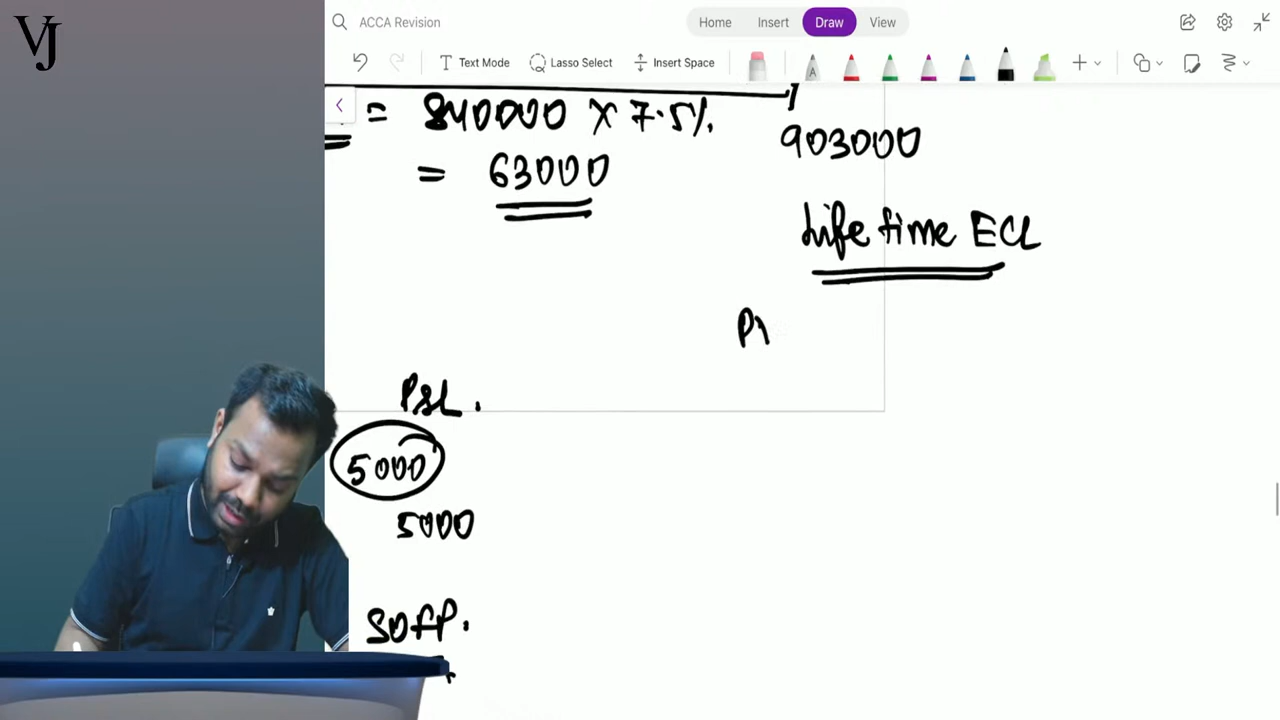 VJ
ACCA Revision
Home Insert Draw View
Text Mode Lasso Select Insert Space
= 840000 x 7.5%
= 63000
903000
Life time ECL
P&L.
5000
5000
SOFP.